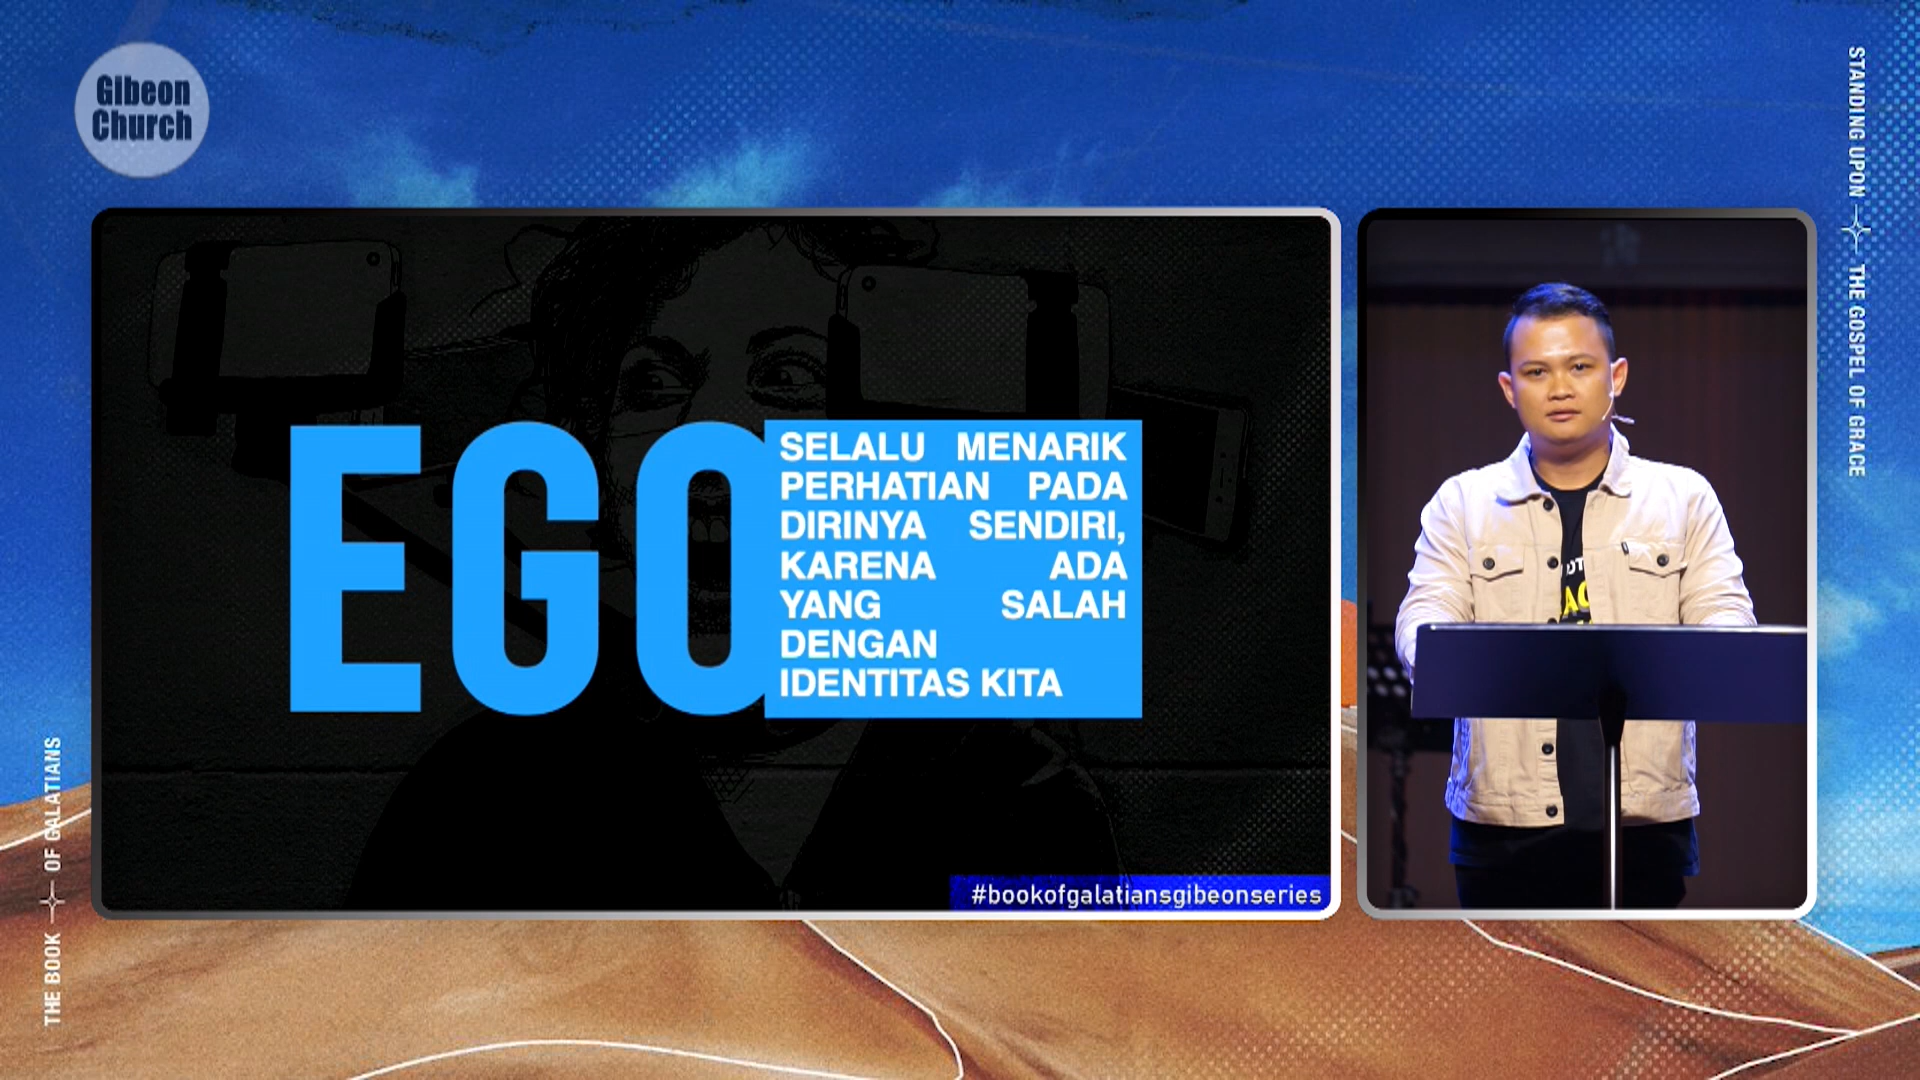 Gibeon
Church
STANDING UPON THE GOSPEL OF GRACE
EGO
SELALU MENARIK
PERHATIAN PADA
DIRINYA SENDIRI,
KARENA ADA
YANG SALAH
DENGAN
IDENTITAS KITA
#bookofgalatiansgibeonseries
THE BOOK OF GALATIANS